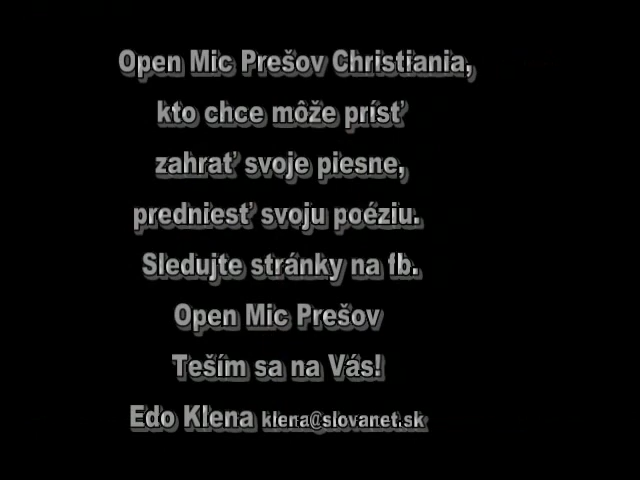 Open Mic Prešov Christiania,
kto chce môže prísť
zahrať svoje piesne,
predniesť svoju poéziu.
Sledujte stránky na fb.
Open Mic Prešov
Teším sa na Vás!
Edo Klena klena@slovanet.sk